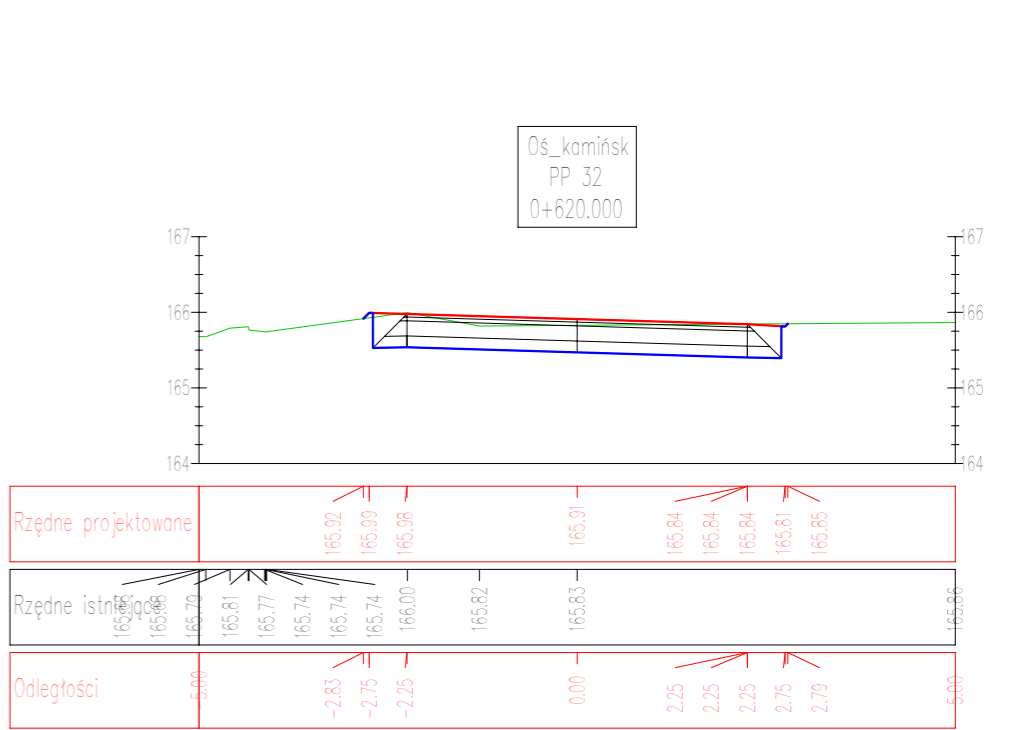 Oś_kamińsk
PP 32
0+620.000
167 167
166 166
165 165
164 164
Rzędne projektowane 165.92 165.99 165.98 165.91 165.84 165.84 165.84 165.81 165.85
Rzędne istniejące 165.79 165.81 165.77 165.74 165.74 165.74 166.00 165.82 165.83 165.86
Odległości -5.00 -2.83 -2.75 -2.25 0.00 2.25 2.25 2.25 2.75 2.79 5.00